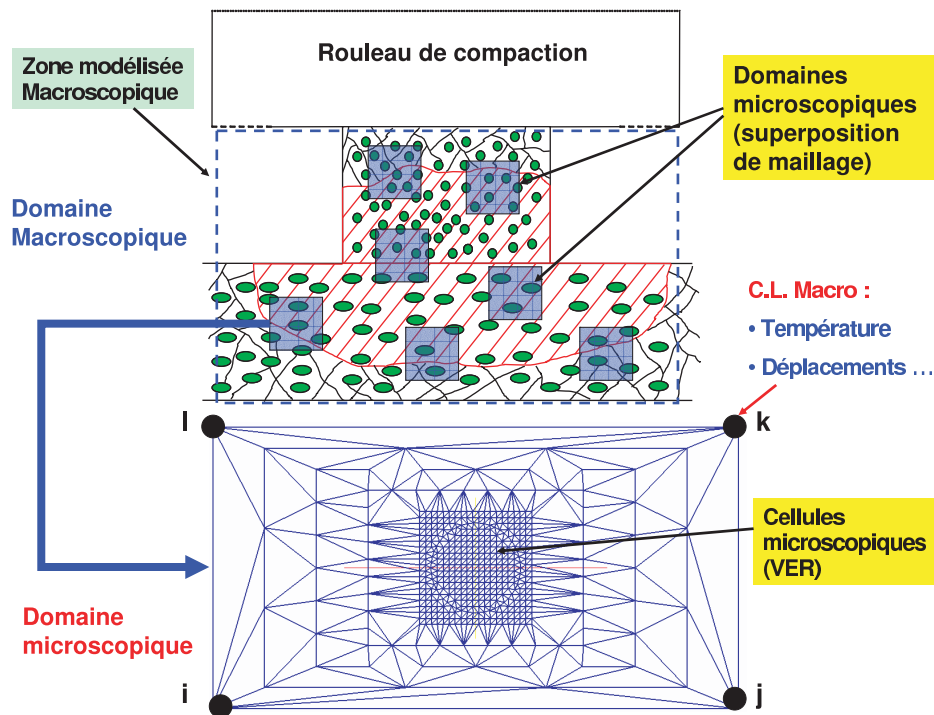 Rouleau de compaction
Zone modélisée
Macroscopique
Domaines
microscopiques
(superposition
de maillage)
Domaine
Macroscopique
C.L. Macro :
• Température
• Déplacements ...
l
k
Cellules
microscopiques
(VER)
Domaine
microscopique
i
j